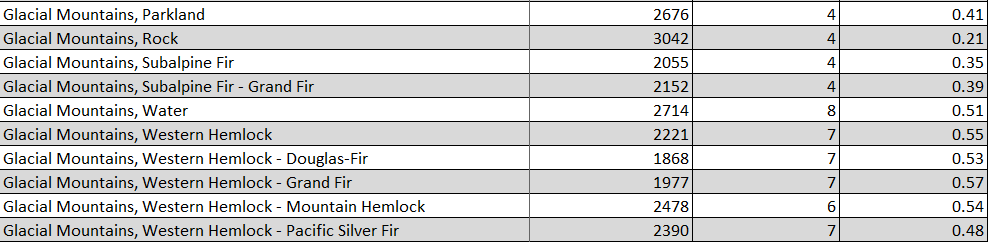 Glacial Mountains, Parkland 2676 4 0.41
Glacial Mountains, Rock 3042 4 0.21
Glacial Mountains, Subalpine Fir 2055 4 0.35
Glacial Mountains, Subalpine Fir - Grand Fir 2152 4 0.39
Glacial Mountains, Water 2714 8 0.51
Glacial Mountains, Western Hemlock 2221 7 0.55
Glacial Mountains, Western Hemlock - Douglas-Fir 1868 7 0.53
Glacial Mountains, Western Hemlock - Grand Fir 1977 7 0.57
Glacial Mountains, Western Hemlock - Mountain Hemlock 2478 6 0.54
Glacial Mountains, Western Hemlock - Pacific Silver Fir 2390 7 0.48